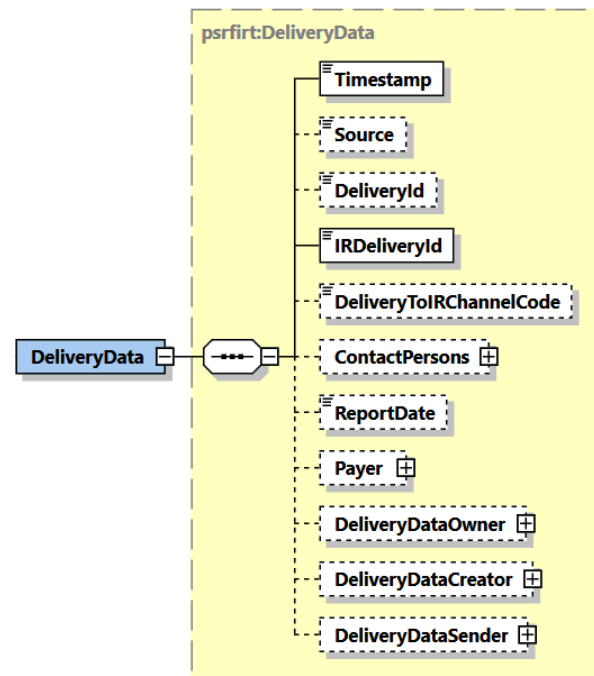 psrfirt:DeliveryData
Timestamp
Source
DeliveryId
IRDeliveryId
DeliveryToIRChannelCode
DeliveryData
ContactPersons
ReportDate
Payer
DeliveryDataOwner
DeliveryDataCreator
DeliveryDataSender